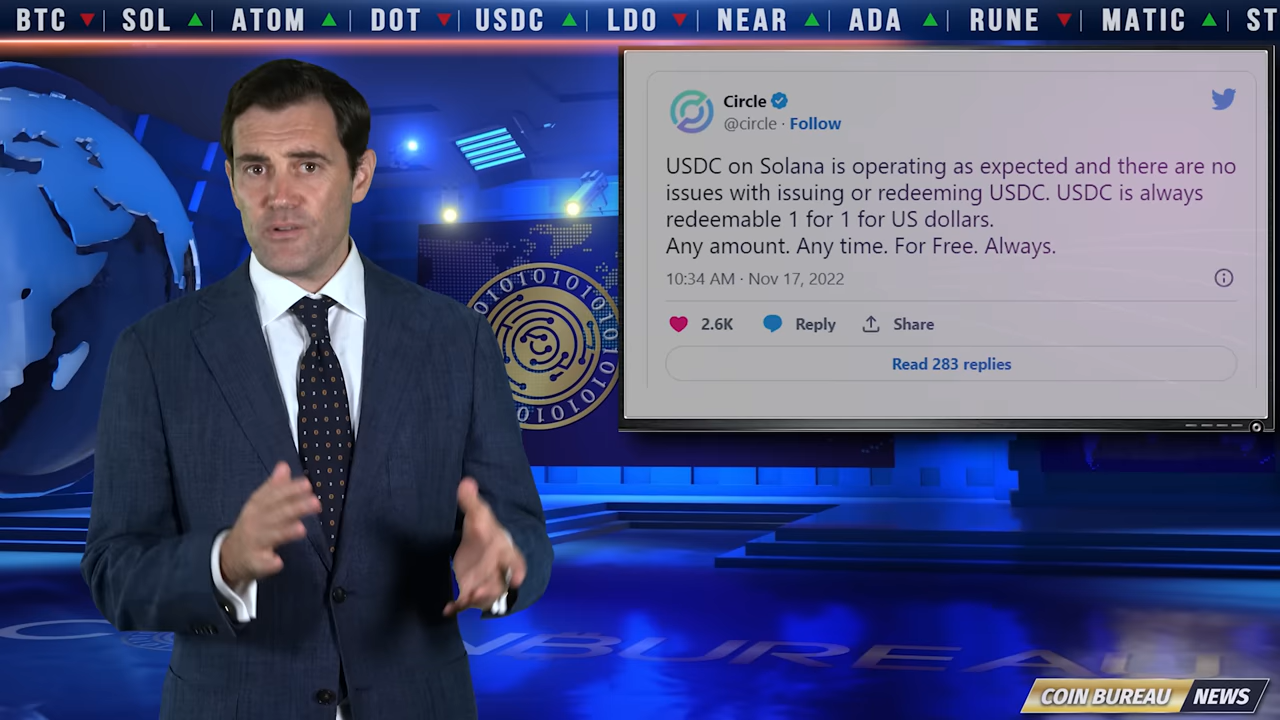 BTC SOL ATOM DOT USDC LDO NEAR ADA RUNE MATIC ST
Circle
@circle · Follow
USDC on Solana is operating as expected and there are no
issues with issuing or redeeming USDC. USDC is always
redeemable 1 for 1 for US dollars.
Any amount. Any time. For Free. Always.
10:34 AM · Nov 17, 2022
2.6K Reply Share
Read 283 replies
COIN BUREAU NEWS